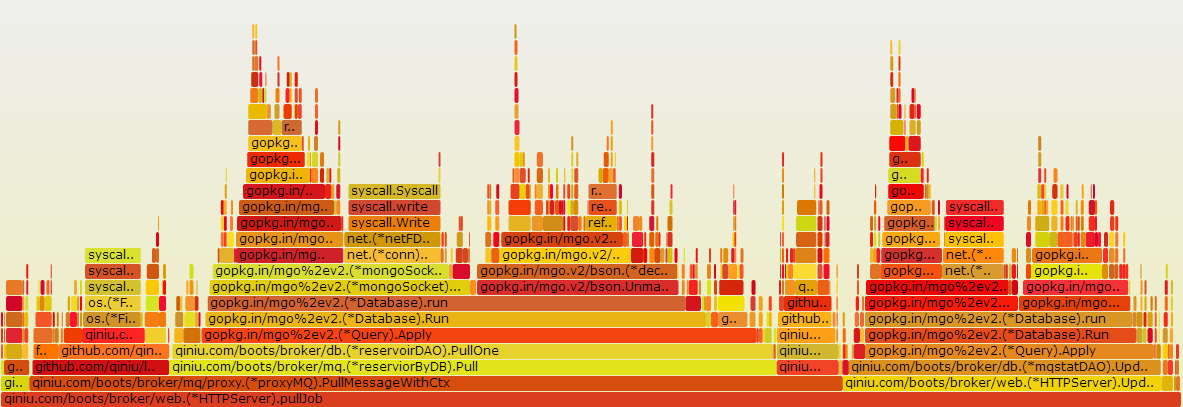 r..
gopkg..
gopkg...
g..
gopkg.i..
g..
gopkg.in/..
syscall.Syscall
r..
go..
gopkg.in/mg..
syscall.write
re..
gop..
syscall...
gopkg.in/mgo...
syscall.Write
ref..
gopkg..
syscall...
gopkg.in/mgo..
net.(*netFD...
gopkg.in/mgo.v2...
gopkg...
syscal..
syscal..
gopkg.in/mg..
net.(*conn)...
gopkg.in/mgo.v2/..
gopkg..
net.(*..
gopkg.i..
syscal..
gopkg.in/mgo%2ev2.(*mongoSock..
gopkg.in/mgo.v2/bson.(*dec..
gopkg..
net.(*..
gopkg.i..
syscal..
gopkg.in/mgo%2ev2.(*mongoSocket)...
gopkg.in/mgo.v2/bson.Unma..
q..
gopkg.in/mgo%2ev2...
gopkg.in/mgo..
os.(*F..
gopkg.in/mgo%2ev2.(*Database).run
githu..
gopkg.in/mgo%2ev2...
gopkg.in/mgo...
os.(*Fi..
gopkg.in/mgo%2ev2.(*Database).Run
g..
github..
gopkg.in/mgo%2ev2.(*Database).run
qiniu.c..
gopkg.in/mgo%2ev2.(*Query).Apply
qiniu...
gopkg.in/mgo%2ev2.(*Database).Run
f..
github.com/qin..
qiniu.com/boots/broker/db.(*reservoirDAO).PullOne
qiniu...
gopkg.in/mgo%2ev2.(*Query).Apply
g..
github.com/qiniu/l..
qiniu.com/boots/broker/mq.(*reserviorByDB).Pull
qiniu...
qiniu.com/boots/broker/db.(*mqstatDAO).Upd..
gi..
qiniu.com/boots/broker/mq/proxy.(*proxyMQ).PullMessageWithCtx
qiniu.com/boots/broker/web.(*HTTPServer).Upd..
qiniu.com/boots/broker/web.(*HTTPServer).pullJob